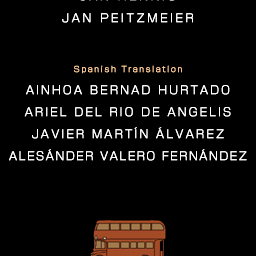 JAN PEITZMEIER
Spanish Translation
AINHOA BERNAD HURTADO
ARIEL DEL RIO DE ANGELIS
JAVIER MARTÍN ÁLVAREZ
ALESÁNDER VALERO FERNÁNDEZ